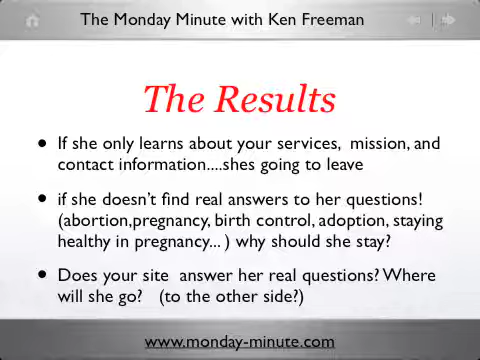 The Monday Minute with Ken Freeman
The Results
• If she only learns about your services,  mission, and
contact information....shes going to leave
• if she doesn't find real answers to her questions!
(abortion,pregnancy, birth control, adoption, staying
healthy in pregnancy... ) why should she stay?
• Does your site  answer her real questions? Where
will she go?   (to the other side?)
www.monday-minute.com